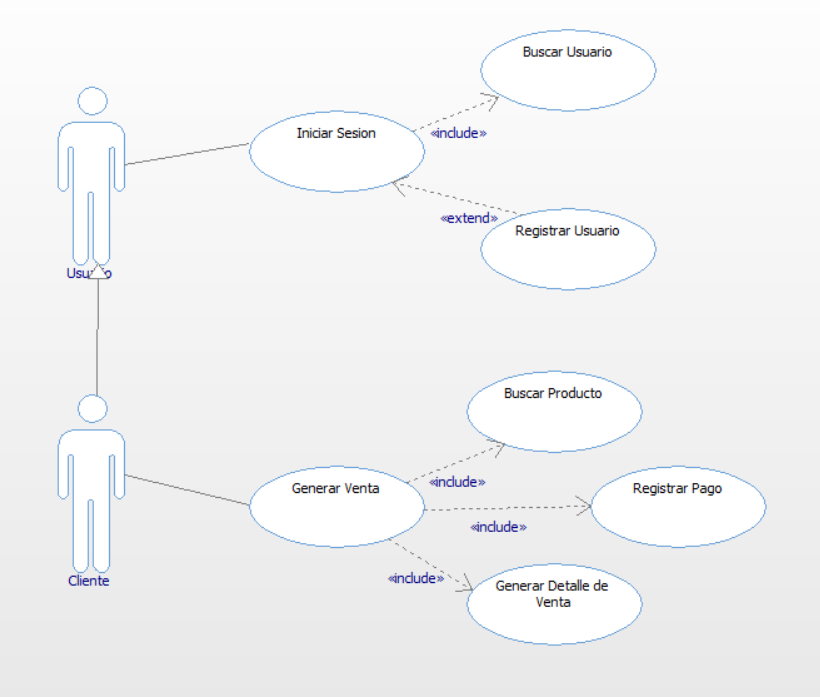 Buscar Usuario
Iniciar Sesion
«include»
«extend»
Registrar Usuario
Usuario
Buscar Producto
«include»
Generar Venta
Registrar Pago
«include»
«include»
Cliente
Generar Detalle de
Venta